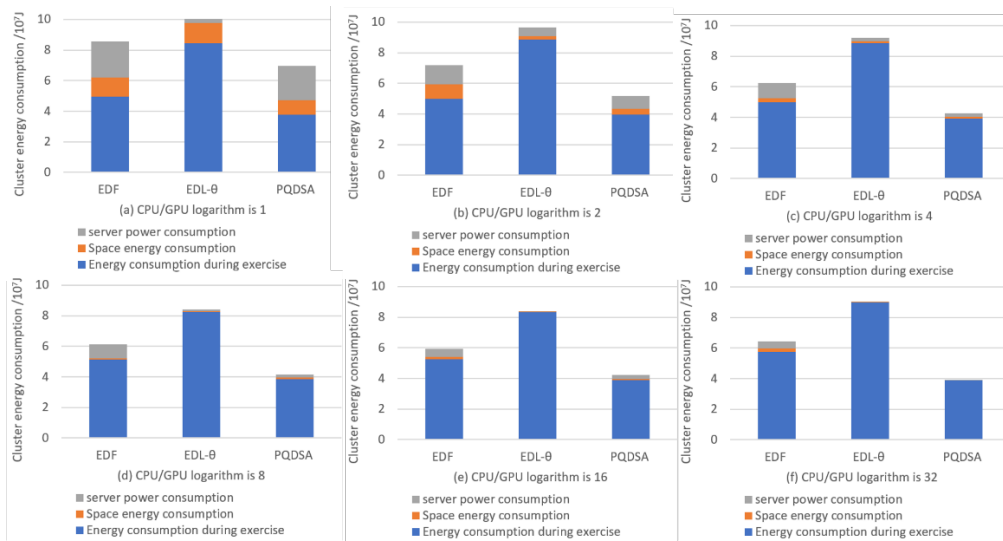 Cluster energy consumption /10⁷J
10
8
6
4
2
0
EDF EDL-θ PQDSA
(a) CPU/GPU logarithm is 1
server power consumption
Space energy consumption
Energy consumption during exercise
Cluster energy consumption /10⁷J
10
8
6
4
2
0
EDF EDL-θ PQDSA
(b) CPU/GPU logarithm is 2
server power consumption
Space energy consumption
Energy consumption during exercise
Cluster energy consumption /10⁷J
10
8
6
4
2
0
EDF EDL-θ PQDSA
(c) CPU/GPU logarithm is 4
server power consumption
Space energy consumption
Energy consumption during exercise
Cluster energy consumption /10⁷J
10
8
6
4
2
0
EDF EDL-θ PQDSA
(d) CPU/GPU logarithm is 8
server power consumption
Space energy consumption
Energy consumption during exercise
Cluster energy consumption /10⁷J
10
8
6
4
2
0
EDF EDL-θ PQDSA
(e) CPU/GPU logarithm is 16
server power consumption
Space energy consumption
Energy consumption during exercise
Cluster energy consumption /10⁷J
10
8
6
4
2
0
EDF EDL-θ PQDSA
(f) CPU/GPU logarithm is 32
server power consumption
Space energy consumption
Energy consumption during exercise